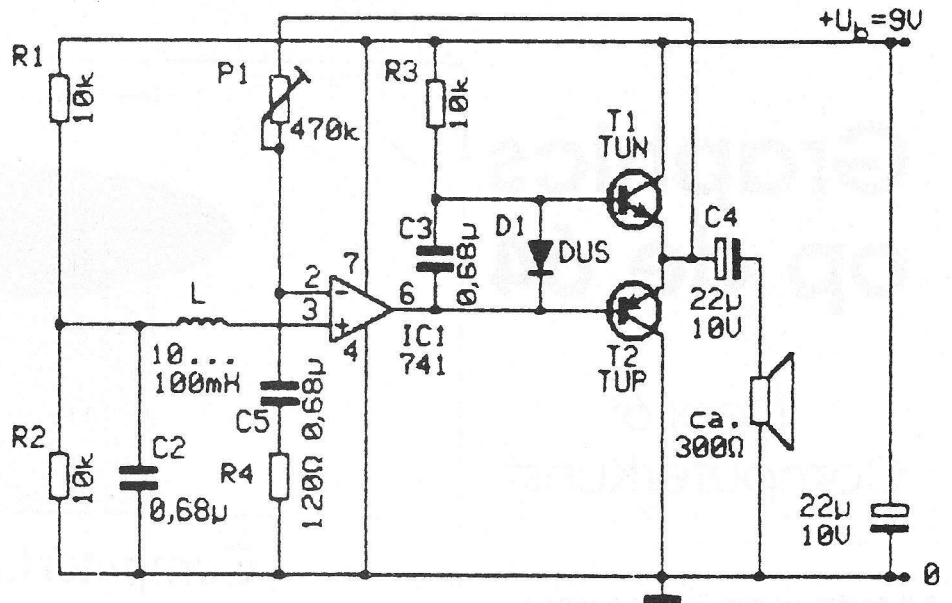 +U_b=9V
R1
10k
P1
470k
R3
10k
T1
TUN
C3
0,68µ
D1
DUS
C4
22µ
10V
L
10...
100mH
2
3
7
6
4
IC1
741
T2
TUP
C5
0,68µ
R2
10k
C2
0,68µ
R4
120Ω
ca.
300Ω
22µ
10V
0